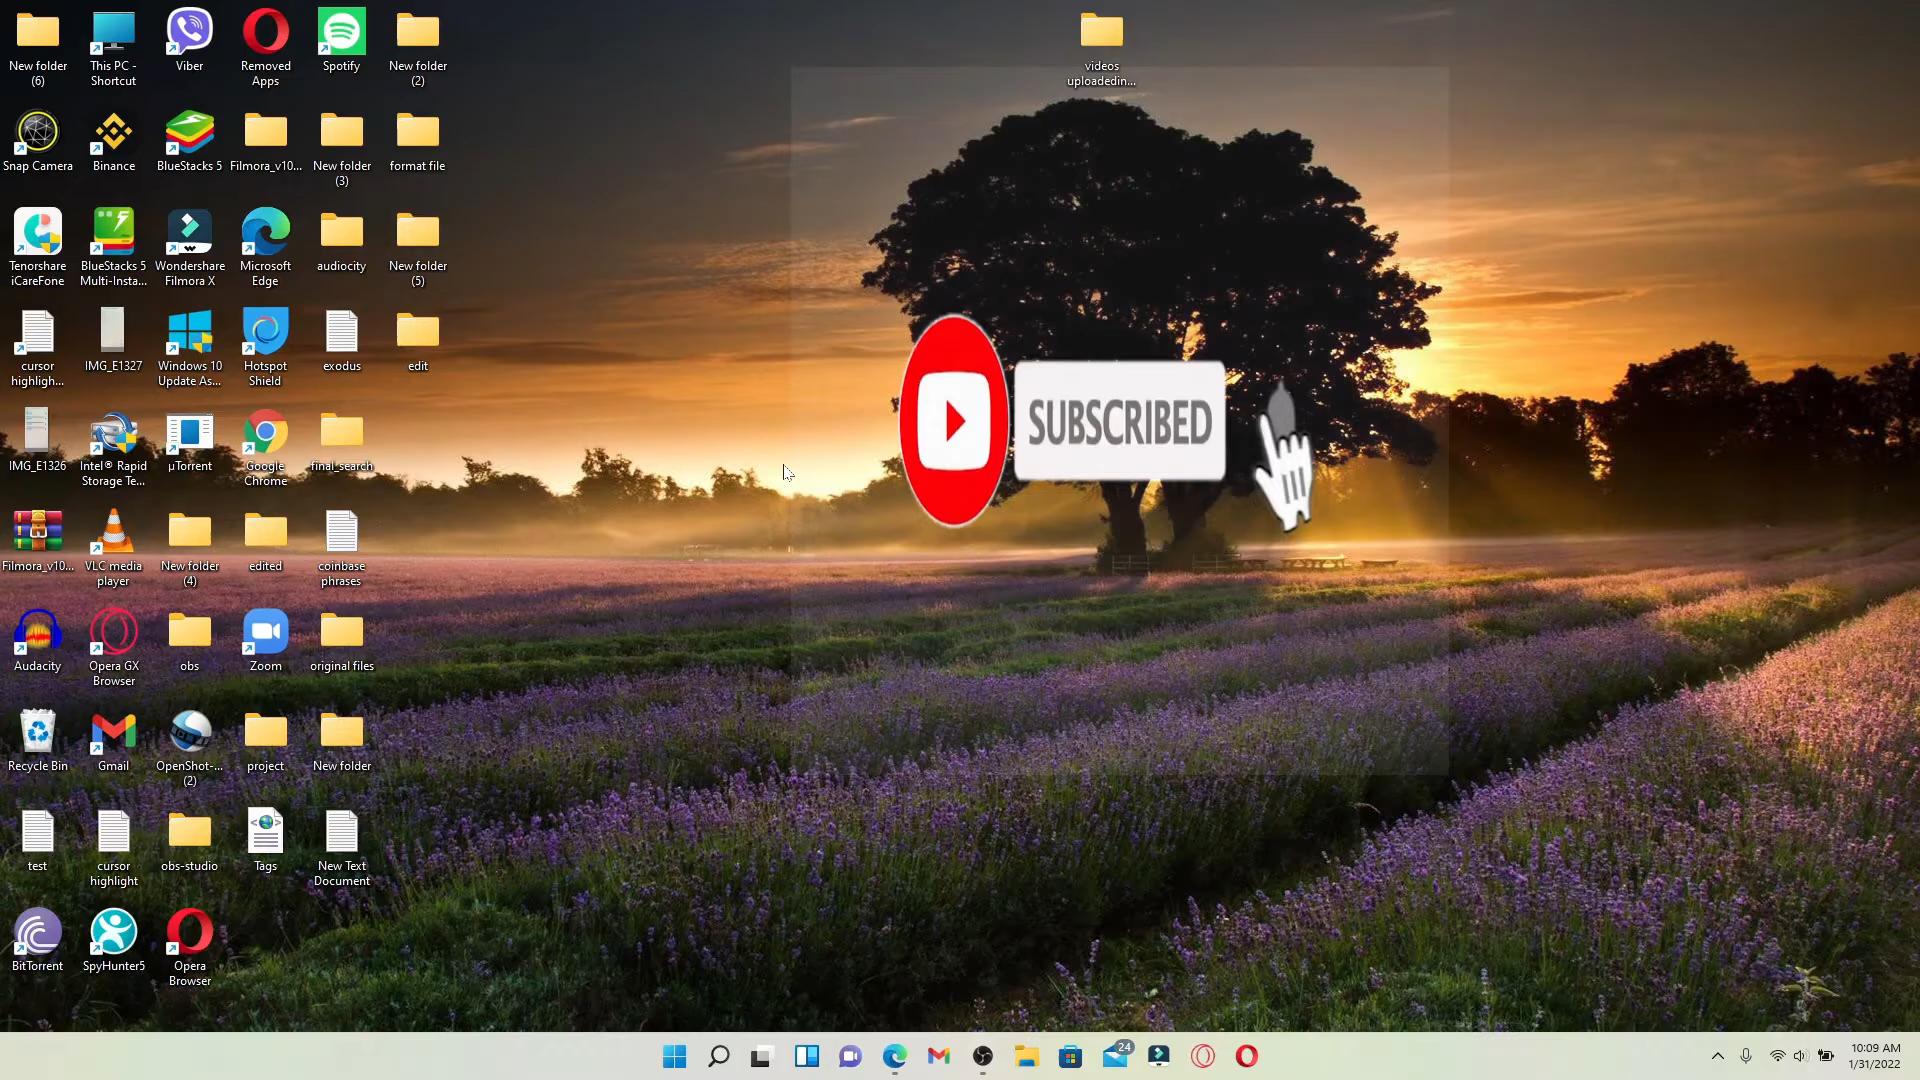 New folder
(6)
This PC -
Shortcut
Viber
Removed
Apps
Spotify
New folder
(2)
videos
uploadedin...
Snap Camera
Binance
BlueStacks 5
Filmora_v10...
New folder
(3)
format file
Tenorshare
iCareFone
BlueStacks 5
Multi-Insta...
Wondershare
Filmora X
Microsoft
Edge
audiocity
New folder
(5)
cursor
highligh...
IMG_E1327
Windows 10
Update As...
Hotspot
Shield
exodus
edit
SUBSCRIBED
IMG_E1326
Intel® Rapid
Storage Te...
µTorrent
Google
Chrome
final_search
Filmora_v10...
VLC media
player
New folder
(4)
edited
coinbase
phrases
Audacity
Opera GX
Browser
obs
Zoom
original files
Recycle Bin
Gmail
OpenShot-...
(2)
project
New folder
test
cursor
highlight
obs-studio
Tags
New Text
Document
BitTorrent
SpyHunter5
Opera
Browser
24
10:09 AM
1/31/2022